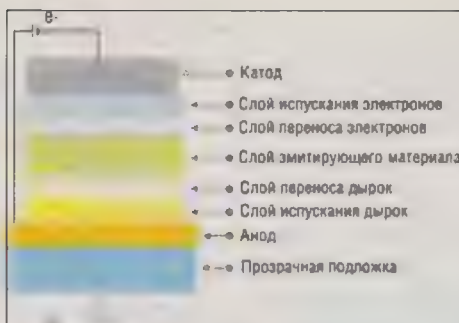 e-
Катод
Слой испускания электронов
Слой переноса электронов
Слой эмитирующего материала
Слой переноса дырок
Слой испускания дырок
Анод
Прозрачная подложка